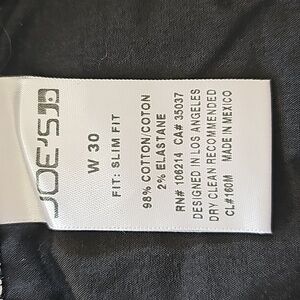 JOE'S
W 30
FIT: SLIM FIT
98% COTTON/COTON
2% ELASTANE
RN# 106214 CA# 35037
DESIGNED IN LOS ANGELES
DRY CLEAN RECOMMENDED
CL#160M MADE IN MEXICO